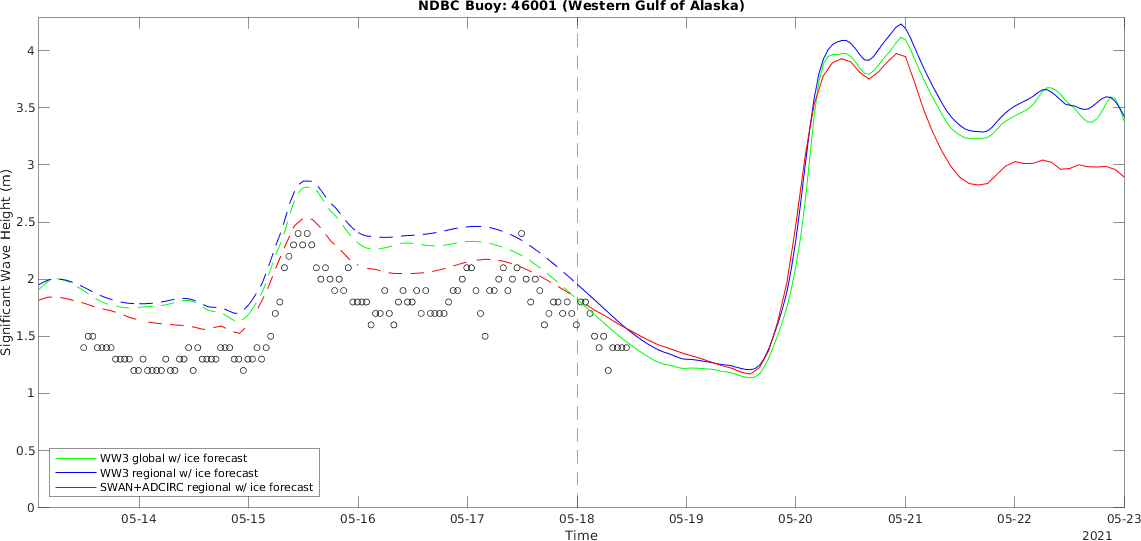 NDBC Buoy: 46001 (Western Gulf of Alaska)
Significant Wave Height (m)
4
3.5
3
2.5
2
1.5
1
0.5
0
WW3 global w/ ice forecast
WW3 regional w/ ice forecast
SWAN+ADCIRC regional w/ ice forecast
05-14 05-15 05-16 05-17 05-18 05-19 05-20 05-21 05-22 05-23
Time
2021